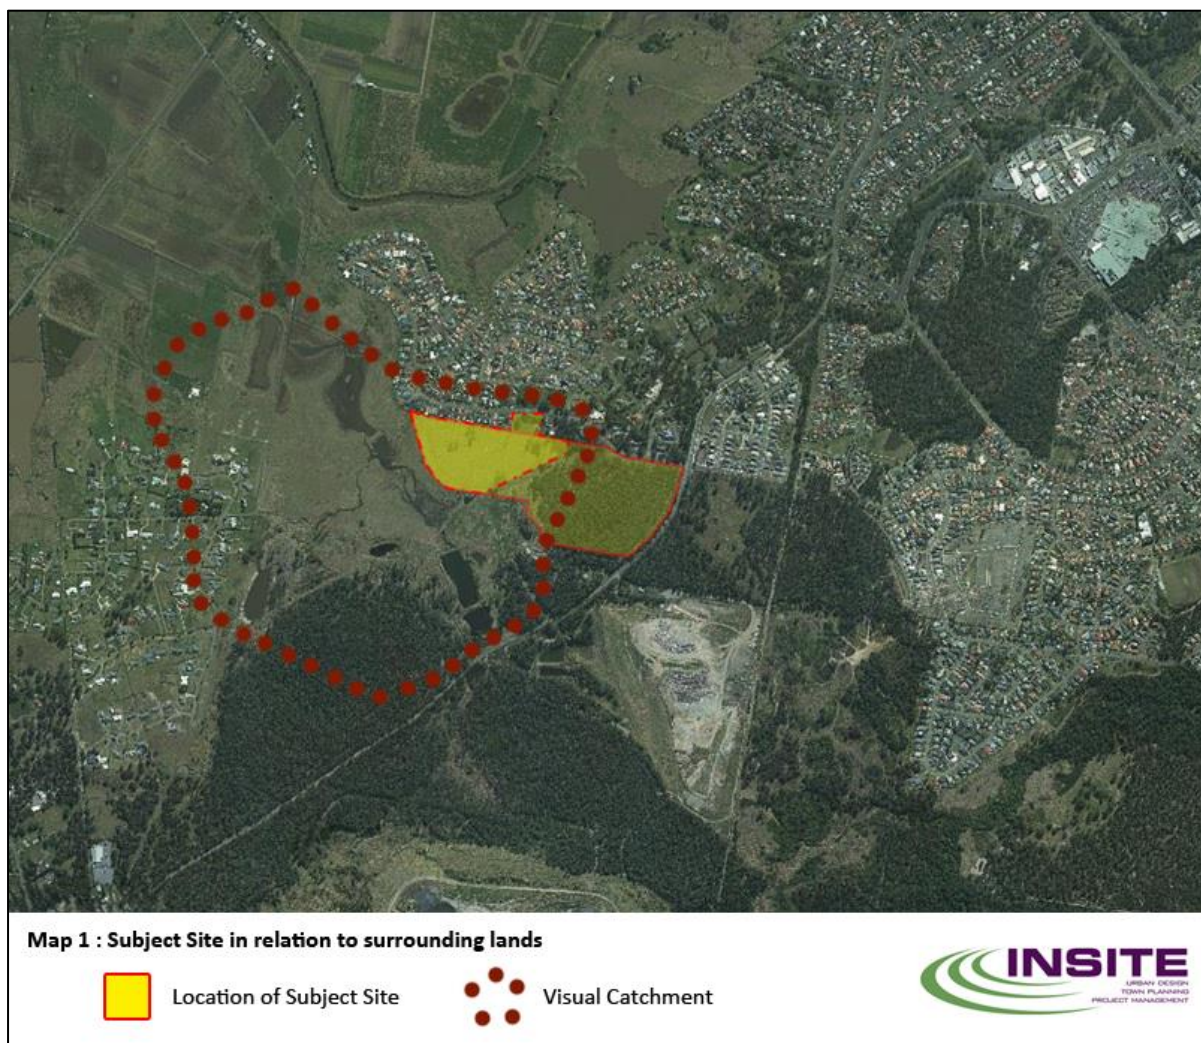 Map 1 : Subject Site in relation to surrounding lands
Location of Subject Site
Visual Catchment
INSITE
URBAN DESIGN
TOWN PLANNING
PROJECT MANAGEMENT